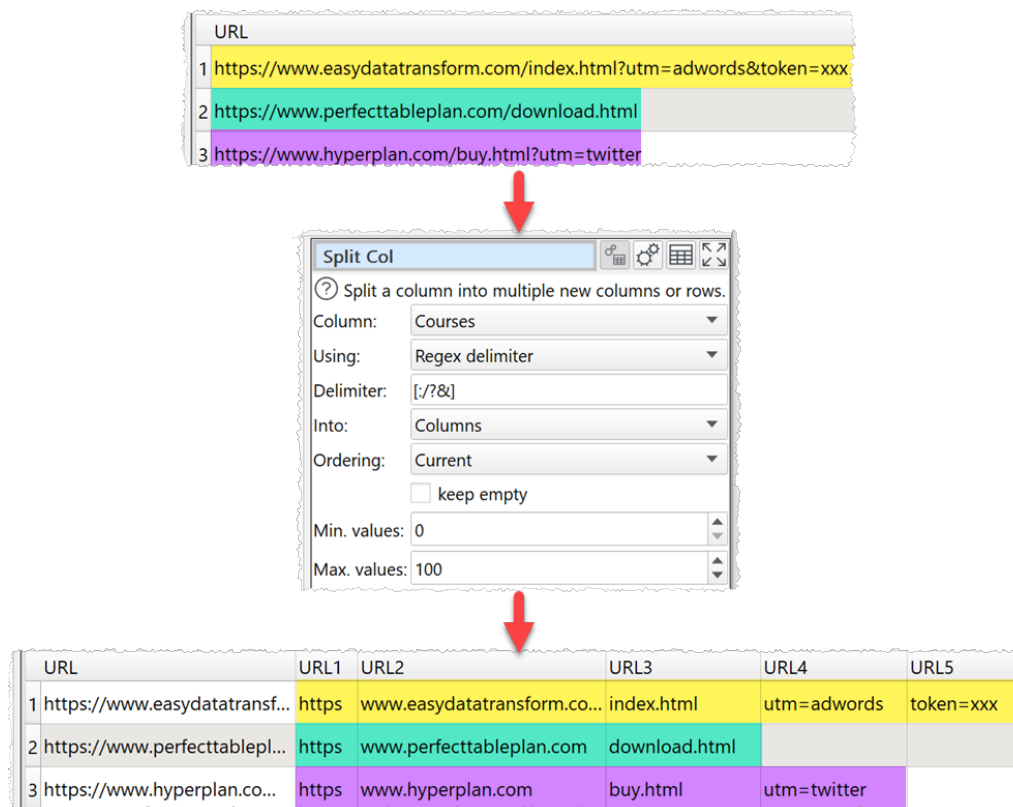 URL
1 https://www.easydatatransform.com/index.html?utm=adwords&token=xxx
2 https://www.perfecttableplan.com/download.html
3 https://www.hyperplan.com/buy.html?utm=twitter
Split Col
? Split a column into multiple new columns or rows.
Column: Courses
Using: Regex delimiter
Delimiter: [:/?&]
Into: Columns
Ordering: Current
keep empty
Min. values: 0
Max. values: 100
URL URL1 URL2 URL3 URL4 URL5
1 https://www.easydatatransf... https www.easydatatransform.co... index.html utm=adwords token=xxx
2 https://www.perfecttablepl... https www.perfecttableplan.com download.html
3 https://www.hyperplan.co... https www.hyperplan.com buy.html utm=twitter